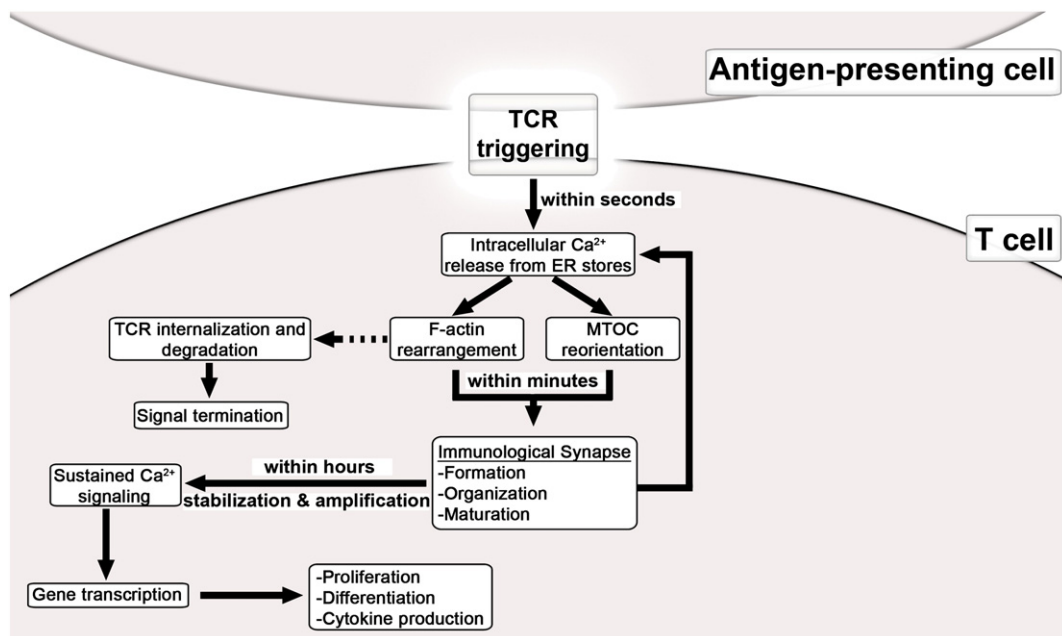 Antigen-presenting cell
TCR
triggering
within seconds
T cell
Intracellular Ca²⁺
release from ER stores
TCR internalization and
degradation
F-actin
rearrangement
MTOC
reorientation
within minutes
Signal termination
Immunological Synapse
-Formation
-Organization
-Maturation
within hours
stabilization & amplification
Sustained Ca²⁺
signaling
Gene transcription
-Proliferation
-Differentiation
-Cytokine production